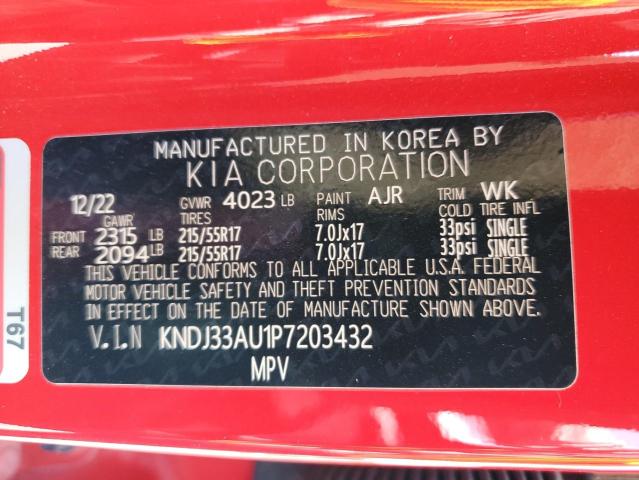 MANUFACTURED IN KOREA BY
KIA CORPORATION
12/22 GVWR 4023 LB PAINT AJR TRIM WK
GAWR TIRES RIMS COLD TIRE INFL
FRONT 2315 LB 215/55R17 7.0Jx17 33psi SINGLE
REAR 2094 LB 215/55R17 7.0Jx17 33psi SINGLE
THIS VEHICLE CONFORMS TO ALL APPLICABLE U.S.A. FEDERAL
MOTOR VEHICLE SAFETY AND THEFT PREVENTION STANDARDS
IN EFFECT ON THE DATE OF MANUFACTURE SHOWN ABOVE.
V.I.N KNDJ33AU1P7203432
MPV
T67